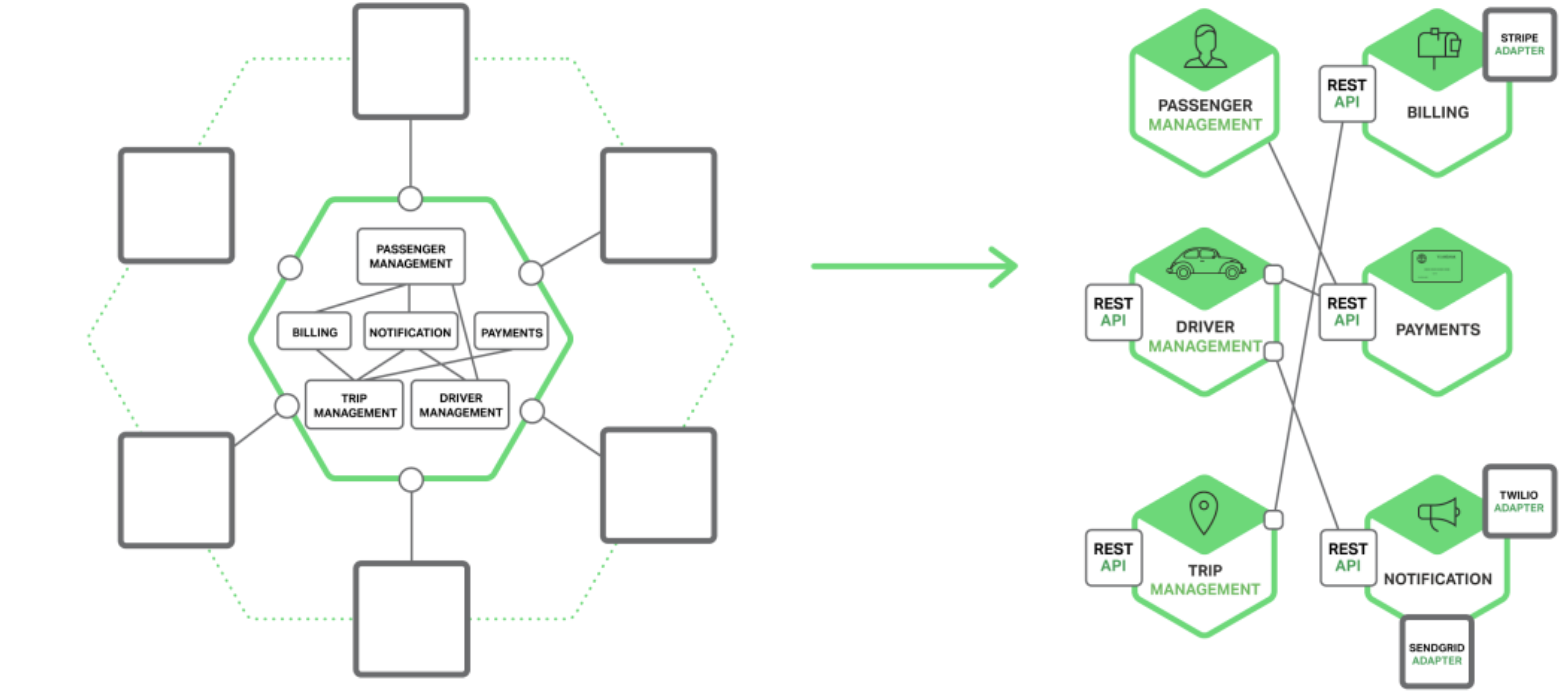 PASSENGER
MANAGEMENT
BILLING
NOTIFICATION
PAYMENTS
TRIP
MANAGEMENT
DRIVER
MANAGEMENT
PASSENGER
MANAGEMENT
REST
API
BILLING
STRIPE
ADAPTER
REST
API
DRIVER
MANAGEMENT
REST
API
PAYMENTS
REST
API
TRIP
MANAGEMENT
REST
API
NOTIFICATION
TWILIO
ADAPTER
SENDGRID
ADAPTER